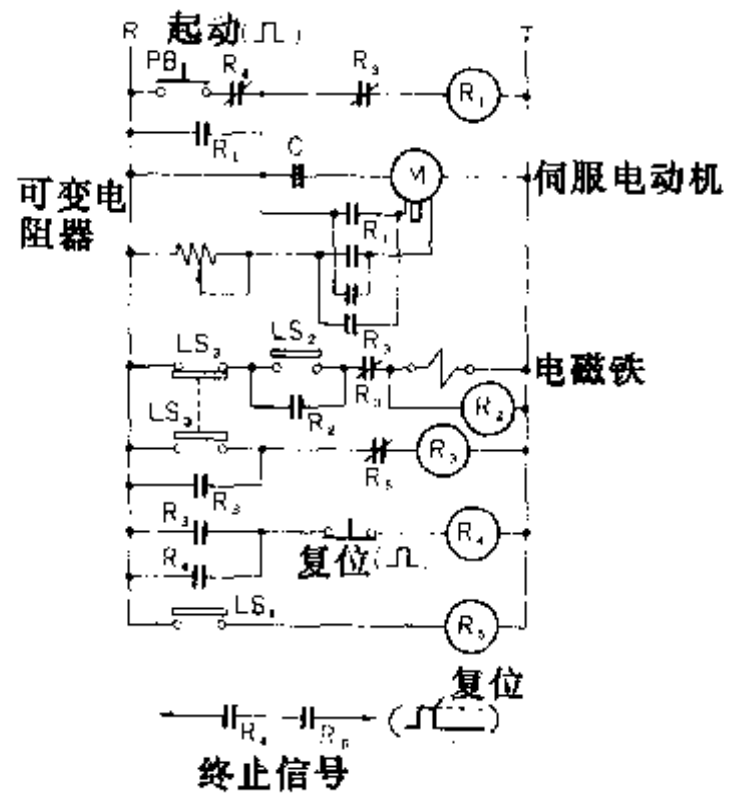 R 起动 T
PB₁ R₄ R₃ R₁
R₁
C M 伺服电动机
可变电
阻器
R₁
LS₃ LS₂ R₃ 电磁铁
R₂ R₂
LS₃ R₃
R₅
R₃
R₃ R₄
R₄ 复位
LS₁ R₅
复位
R₄
终止信号